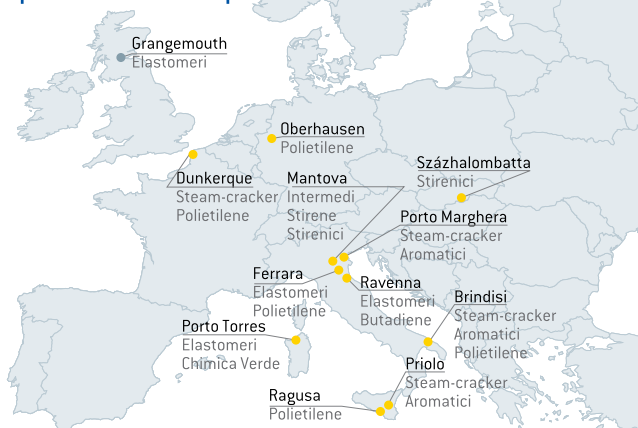 Grangemouth
Elastomeri
Oberhausen
Polietilene
Dunkerque
Steam-cracker
Polietilene
Mantova
Intermedi
Stirene
Stirenici
Százhalombatta
Stirenici
Porto Marghera
Steam-cracker
Aromatici
Ferrara
Elastomeri
Polietilene
Ravenna
Elastomeri
Butadiene
Brindisi
Steam-cracker
Aromatici
Polietilene
Porto Torres
Elastomeri
Chimica Verde
Priolo
Steam-cracker
Aromatici
Ragusa
Polietilene